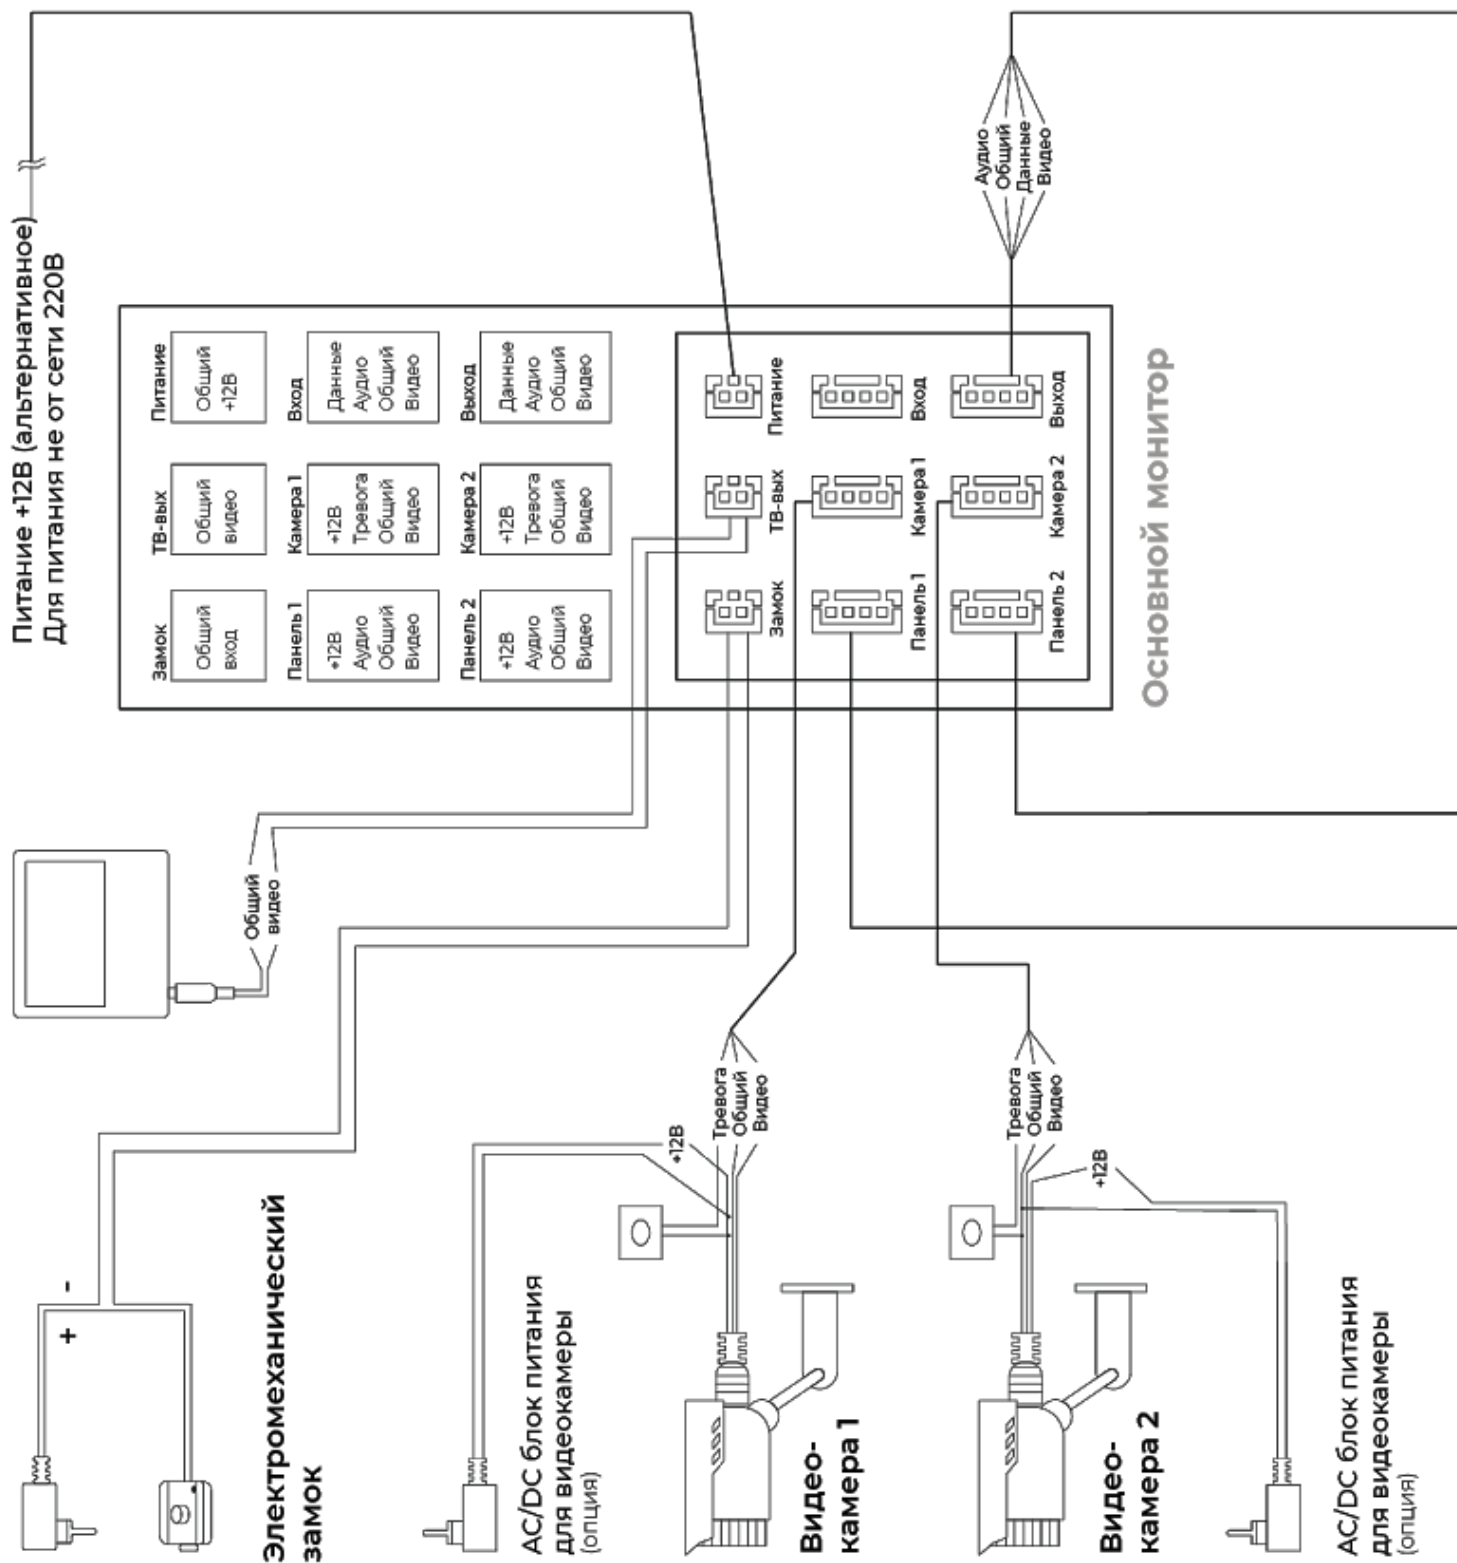 Питание +12В (альтернативное)
Для питания не от сети 220В
Замок
Общий
вход
ТВ-вых
Общий
видео
Питание
Общий
+12В
Панель 1
+12В
Аудио
Общий
Видео
Камера 1
+12В
Тревога
Общий
Видео
Вход
Данные
Аудио
Общий
Видео
Панель 2
+12В
Аудио
Общий
Видео
Камера 2
+12В
Тревога
Общий
Видео
Выход
Данные
Аудио
Общий
Видео
Замок
ТВ-вых
Питание
Панель 1
Камера 1
Вход
Панель 2
Камера 2
Выход
Основной монитор
Аудио
Общий
Данные
Видео
Общий
видео
+ -
Электромеханический
замок
AC/DC блок питания
для видеокамеры
(опция)
+12В
Тревога
Общий
Видео
Видео-
камера 1
Тревога
Общий
Видео
+12В
Видео-
камера 2
AC/DC блок питания
для видеокамеры
(опция)